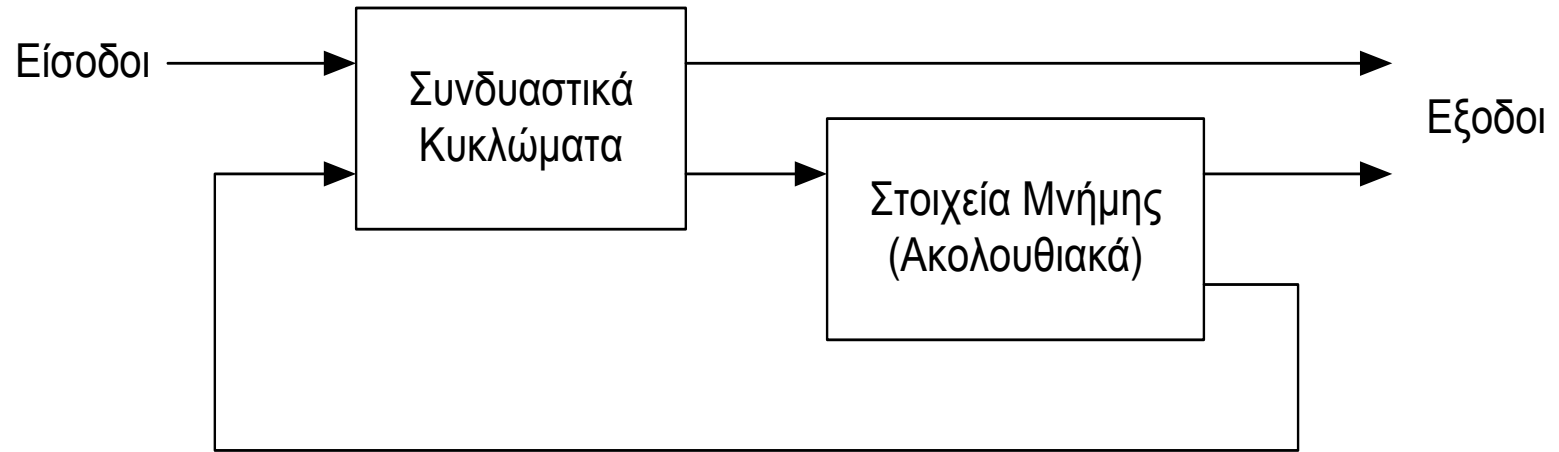 Είσοδοι
Συνδυαστικά
Κυκλώματα
Εξοδοι
Στοιχεία Μνήμης
(Ακολουθιακά)